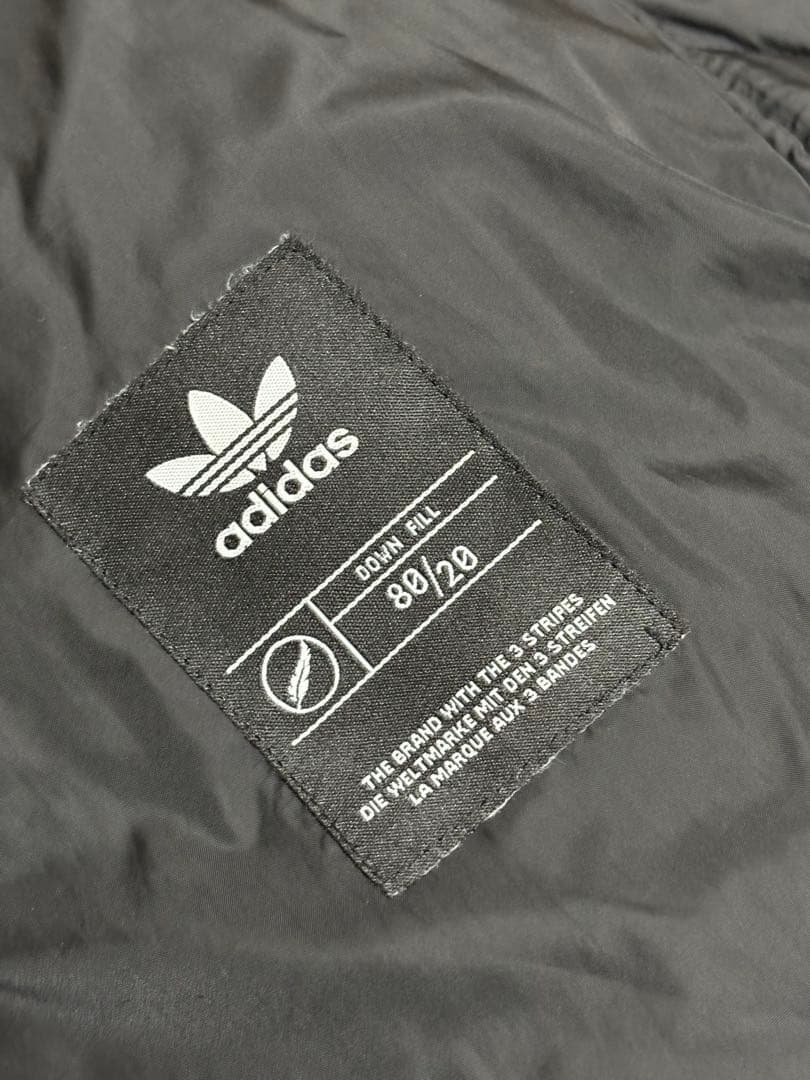 adidas
DOWN FILL
80/20
THE BRAND WITH THE 3 STRIPES
DIE WELTMARKE MIT DEN 3 STREIFEN
LA MARQUE AUX 3 BANDES